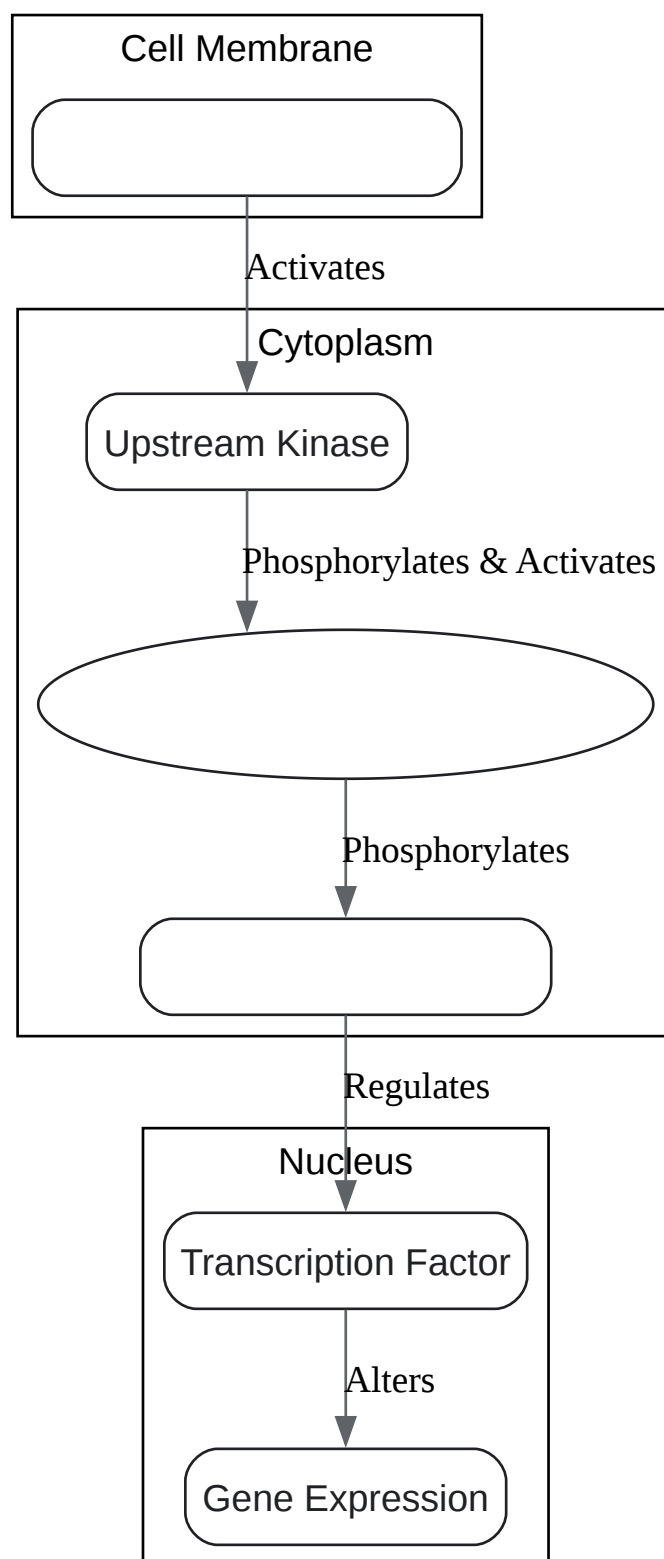 Cell Membrane
Activates
Cytoplasm
Upstream Kinase
Phosphorylates & Activates
Phosphorylates
Regulates
Nucleus
Transcription Factor
Alters
Gene Expression